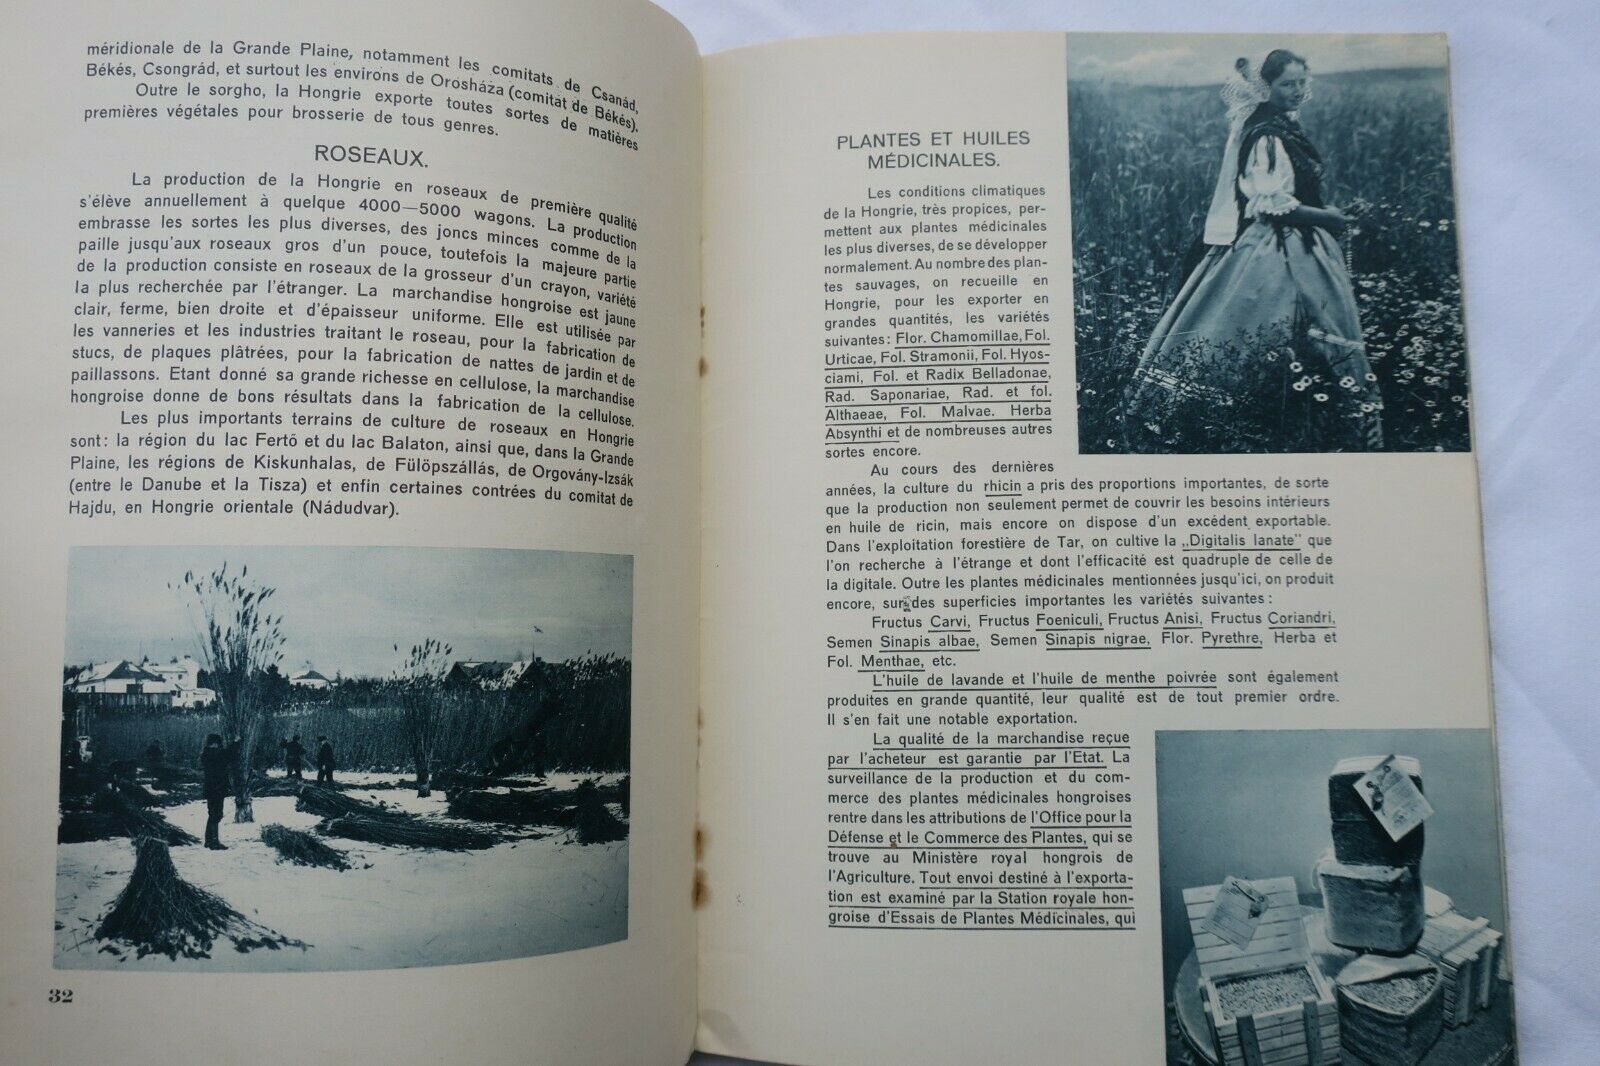 méridionale de la Grande Plaine, notamment les comitats de Csanád,
Békés, Csongrád, et surtout les environs de Orosháza (comitat de Békés).
Outre le sorgho, la Hongrie exporte toutes sortes de matières
premières végétales pour brosserie de tous genres.
ROSEAUX.
La production de la Hongrie en roseaux de première qualité
s'élève annuellement à quelque 4000—5000 wagons. La production
embrasse les sortes les plus diverses, des joncs minces comme de la
paille jusqu'aux roseaux gros d'un pouce, toutefois la majeure partie
de la production consiste en roseaux de la grosseur d'un crayon, variété
la plus recherchée par l'étranger. La marchandise hongroise est jaune
clair, ferme, bien droite et d'épaisseur uniforme. Elle est utilisée par
les vanneries et les industries traitant le roseau, pour la fabrication de
stucs, de plaques plâtrées, pour la fabrication de nattes de jardin et de
paillassons. Etant donné sa grande richesse en cellulose, la marchandise
hongroise donne de bons résultats dans la fabrication de la cellulose.
Les plus importants terrains de culture de roseaux en Hongrie
sont: la région du lac Fertő et du lac Balaton, ainsi que, dans la Grande
Plaine, les régions de Kiskunhalas, de Fülöpszállás, de Orgovány-Izsák
(entre le Danube et la Tisza) et enfin certaines contrées du comitat de
Hajdu, en Hongrie orientale (Nádudvar).
32
PLANTES ET HUILES
MÉDICINALES.
Les conditions climatiques
de la Hongrie, très propices, per-
mettent aux plantes médicinales
les plus diverses, de se développer
normalement. Au nombre des plan-
tes sauvages, on recueille en
Hongrie, pour les exporter en
grandes quantités, les variétés
suivantes: Flor. Chamomillae, Fol.
Urticae, Fol. Stramonii, Fol. Hyos-
ciami, Fol. et Radix Belladonae,
Rad. Saponariae, Rad. et fol.
Althaeae, Fol. Malvae. Herba
Absynthi et de nombreuses autres
sortes encore.
Au cours des dernières
années, la culture du rhicin a pris des proportions importantes, de sorte
que la production non seulement permet de couvrir les besoins intérieurs
en huile de ricin, mais encore on dispose d'un excédent exportable.
Dans l'exploitation forestière de Tar, on cultive la „Digitalis lanate" que
l'on recherche à l'étrange et dont l'efficacité est quadruple de celle de
la digitale. Outre les plantes médicinales mentionnées jusqu'ici, on produit
encore, sur des superficies importantes les variétés suivantes:
Fructus Carvi, Fructus Foeniculi, Fructus Anisi, Fructus Coriandri,
Semen Sinapis albae, Semen Sinapis nigrae, Flor. Pyrethre, Herba et
Fol. Menthae, etc.
L'huile de lavande et l'huile de menthe poivrée sont également
produites en grande quantité, leur qualité est de tout premier ordre.
Il s'en fait une notable exportation.
La qualité de la marchandise reçue
par l'acheteur est garantie par l'Etat. La
surveillance de la production et du com-
merce des plantes médicinales hongroises
rentre dans les attributions de l'Office pour la
Défense et le Commerce des Plantes, qui se
trouve au Ministère royal hongrois de
l'Agriculture. Tout envoi destiné à l'exporta-
tion est examiné par la Station royale hon-
groise d'Essais de Plantes Médicinales, qui